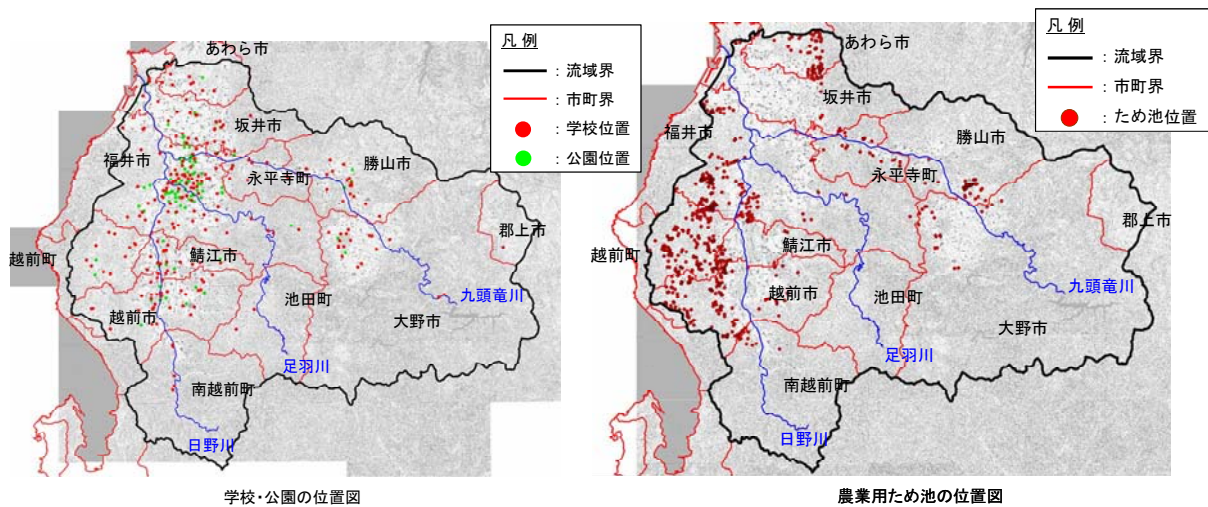 凡 例
：流域界
：市町界
：学校位置
：公園位置
あわら市
坂井市
福井市
勝山市
永平寺町
郡上市
越前町
鯖江市
九頭竜川
池田町
越前市
大野市
足羽川
南越前町
日野川
学校・公園の位置図
凡 例
：流域界
：市町界
：ため池位置
あわら市
坂井市
福井市
勝山市
永平寺町
郡上市
越前町
鯖江市
越前市
池田町
九頭竜川
大野市
足羽川
南越前町
日野川
農業用ため池の位置図